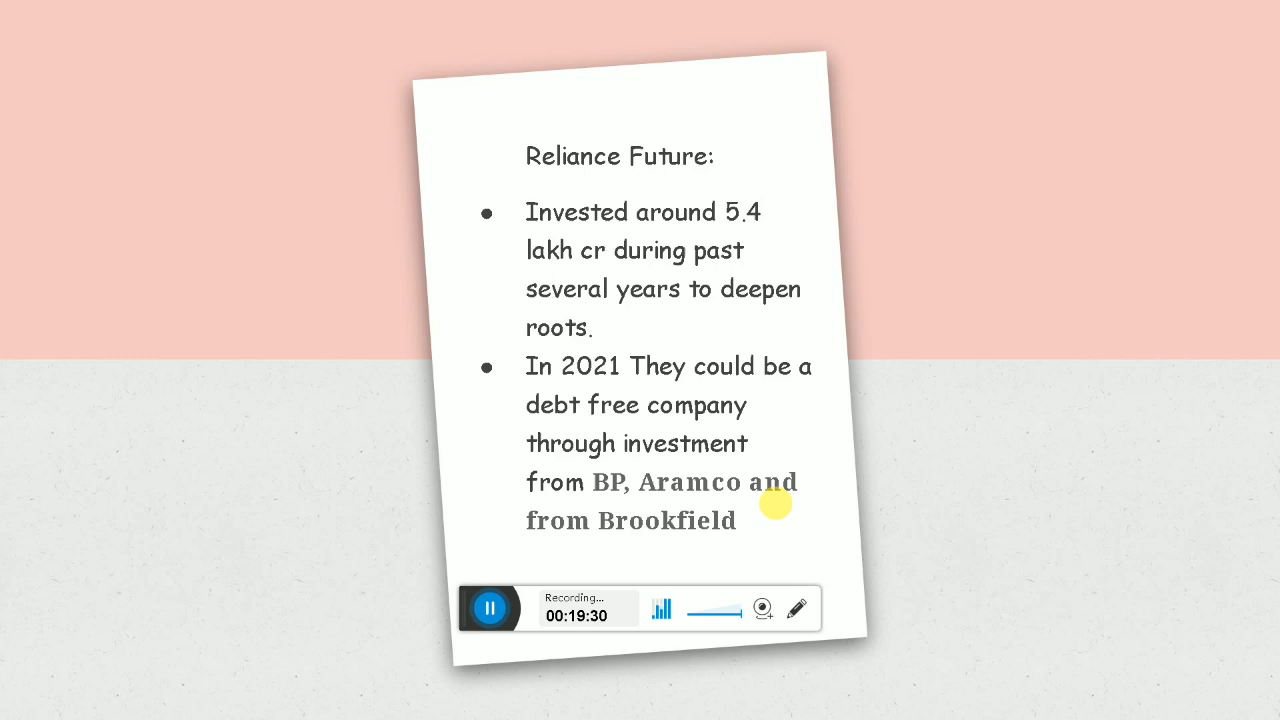 Reliance Future:
● Invested around 5.4
lakh cr during past
several years to deepen
roots.
● In 2021 They could be a
debt free company
through investment
from BP, Aramco and
from Brookfield
Recording...
00:19:30